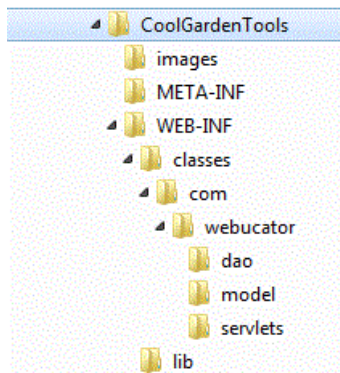 CoolGardenTools
images
META-INF
WEB-INF
classes
com
webucator
dao
model
servlets
lib